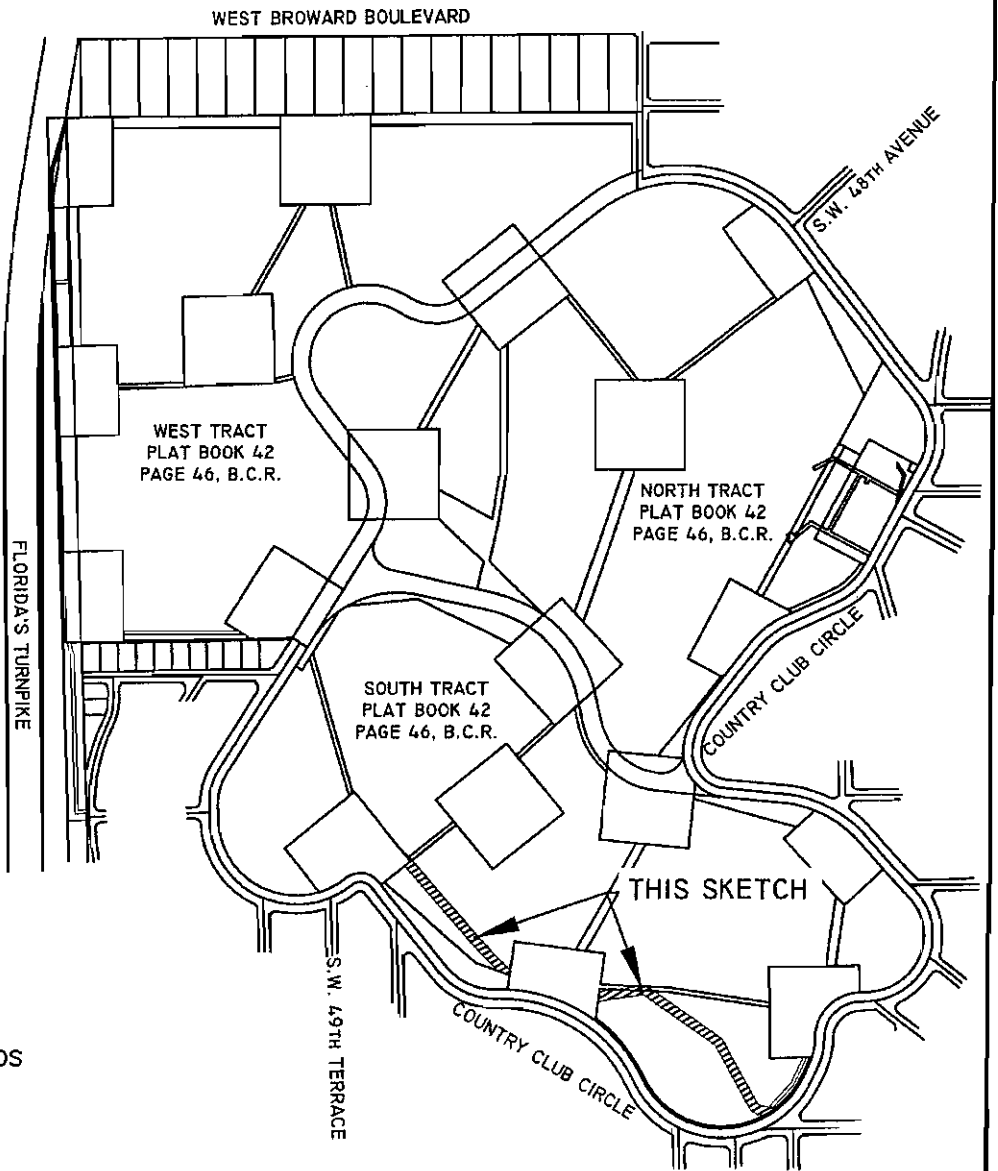 WEST BROWARD BOULEVARD
S.W. 48TH AVENUE
WEST TRACT
PLAT BOOK 42
PAGE 46, B.C.R.
NORTH TRACT
PLAT BOOK 42
PAGE 46, B.C.R.
FLORIDA'S TURNPIKE
COUNTRY CLUB CIRCLE
SOUTH TRACT
PLAT BOOK 42
PAGE 46, B.C.R.
THIS SKETCH
S.W. 49TH TERRACE
COUNTRY CLUB CIRCLE